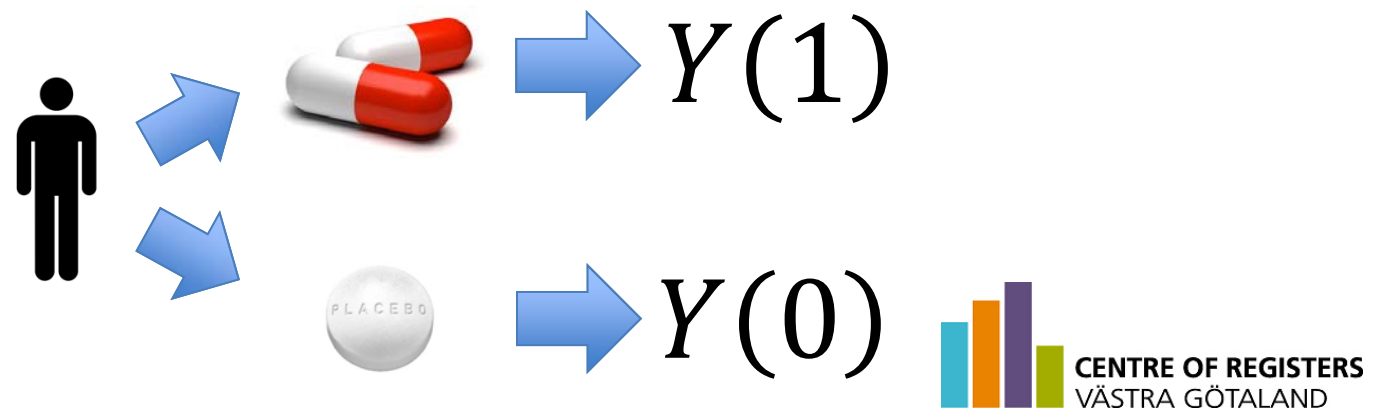 Y(1)
PLACEBO
Y(0)
CENTRE OF REGISTERS
VÄSTRA GÖTALAND